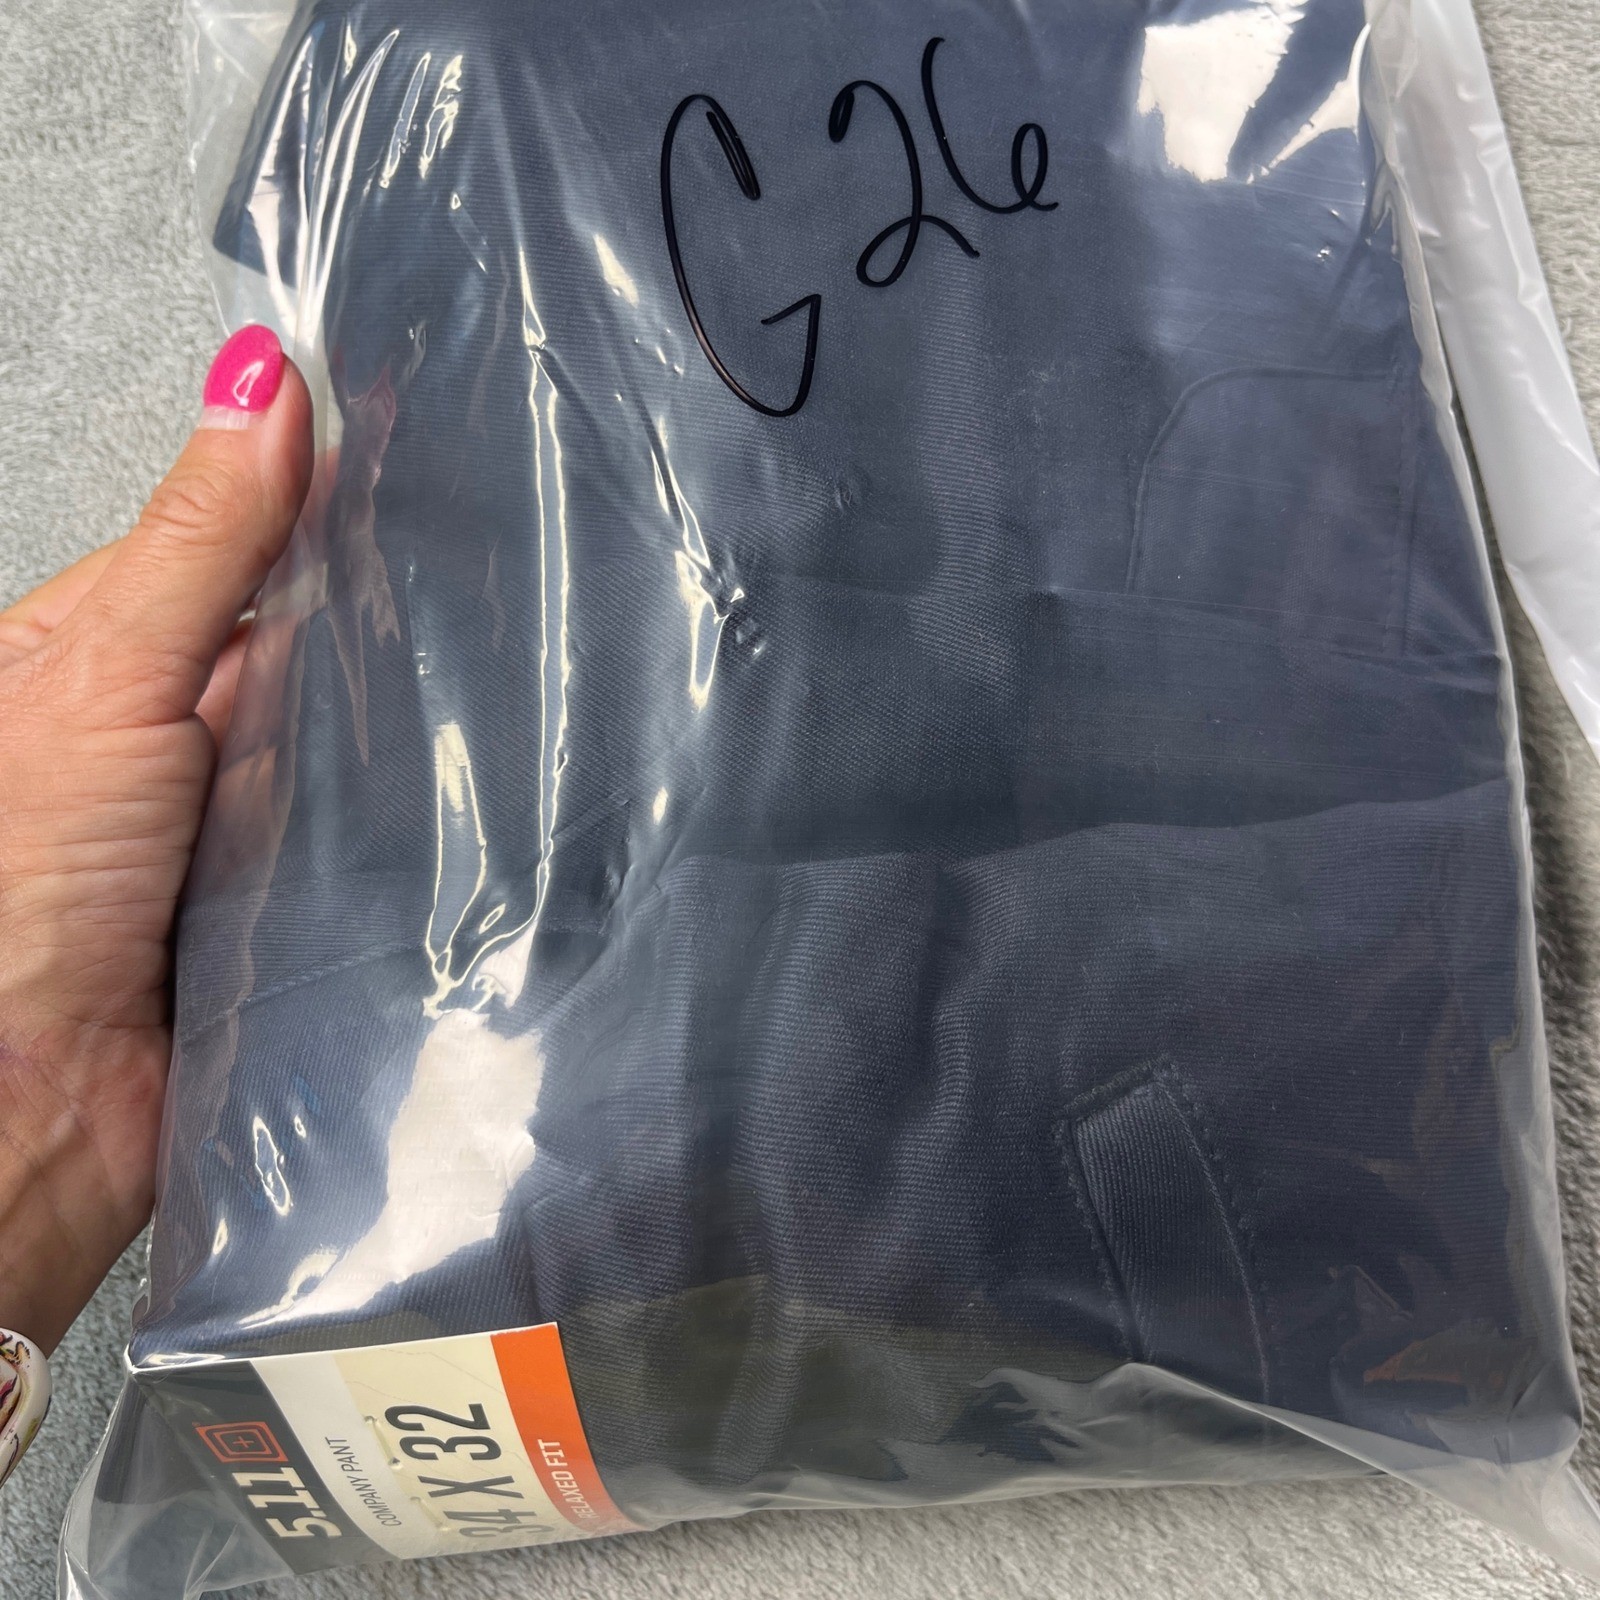 G26
5.11
COMPANY PANT
34 X 32
RELAXED FIT